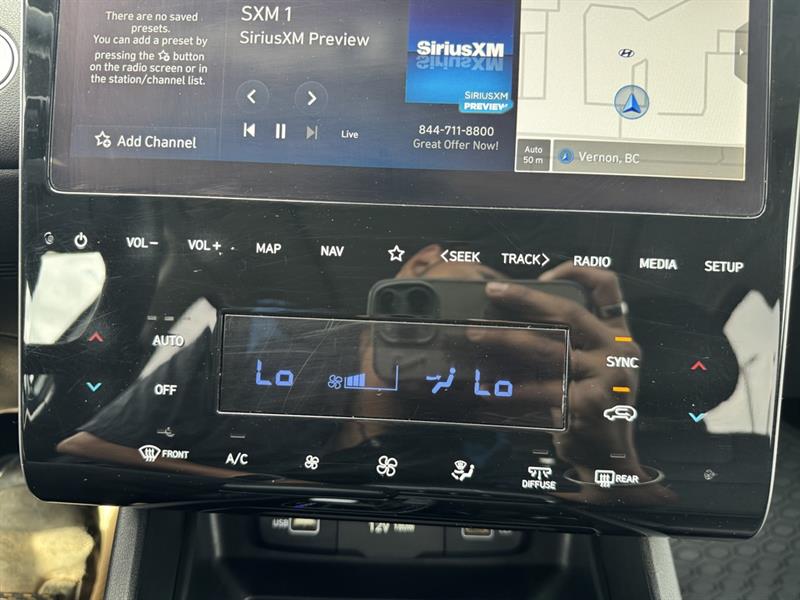 There are no saved
presets.
You can add a preset by
pressing the ☆ button
on the radio screen or in
the station/channel list.
Add Channel
SXM 1
SiriusXM Preview
Live
SiriusXM
SIRIUSXM
PREVIEW
844-711-8800
Great Offer Now!
Auto
50 m
Vernon, BC
VOL−
VOL+
MAP
NAV
<SEEK
TRACK>
RADIO
MEDIA
SETUP
AUTO
OFF
Lo
Lo
SYNC
FRONT
A/C
DIFFUSE
REAR
USB
12V